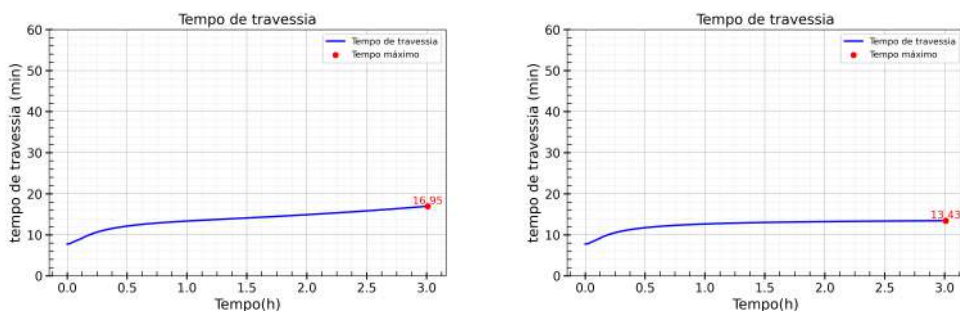 Tempo de travessia
60
50
40
30
20
10
0
tempo de travessia (min)
Tempo de travessia
Tempo máximo
16.95
0.0 0.5 1.0 1.5 2.0 2.5 3.0
Tempo(h)
Tempo de travessia
60
50
40
30
20
10
0
tempo de travessia (min)
Tempo de travessia
Tempo máximo
13.43
0.0 0.5 1.0 1.5 2.0 2.5 3.0
Tempo(h)